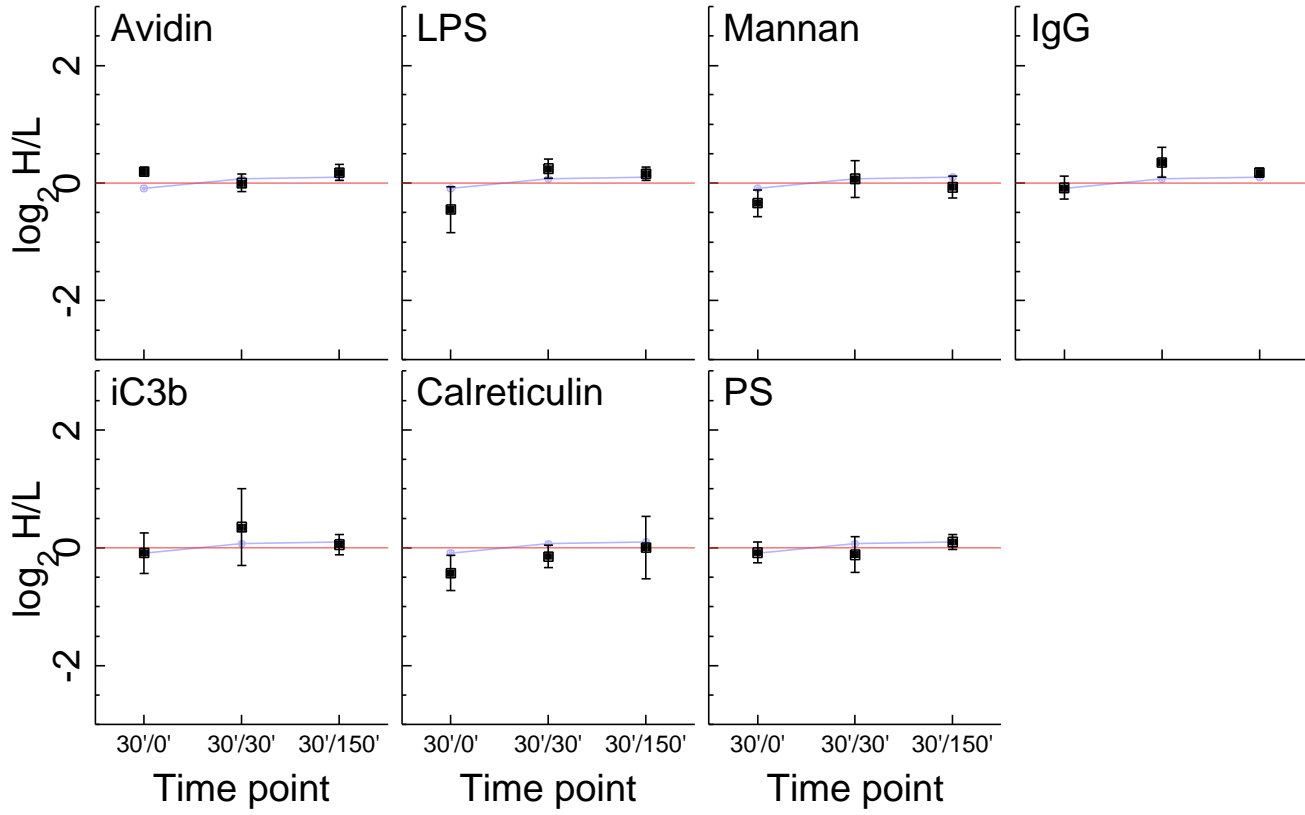 Avidin
LPS
Mannan
IgG
2
0
-2
log2 H/L
iC3b
Calreticulin
PS
2
0
-2
log2 H/L
30'/0' 30'/30' 30'/150'
30'/0' 30'/30' 30'/150'
30'/0' 30'/30' 30'/150'
Time point
Time point
Time point